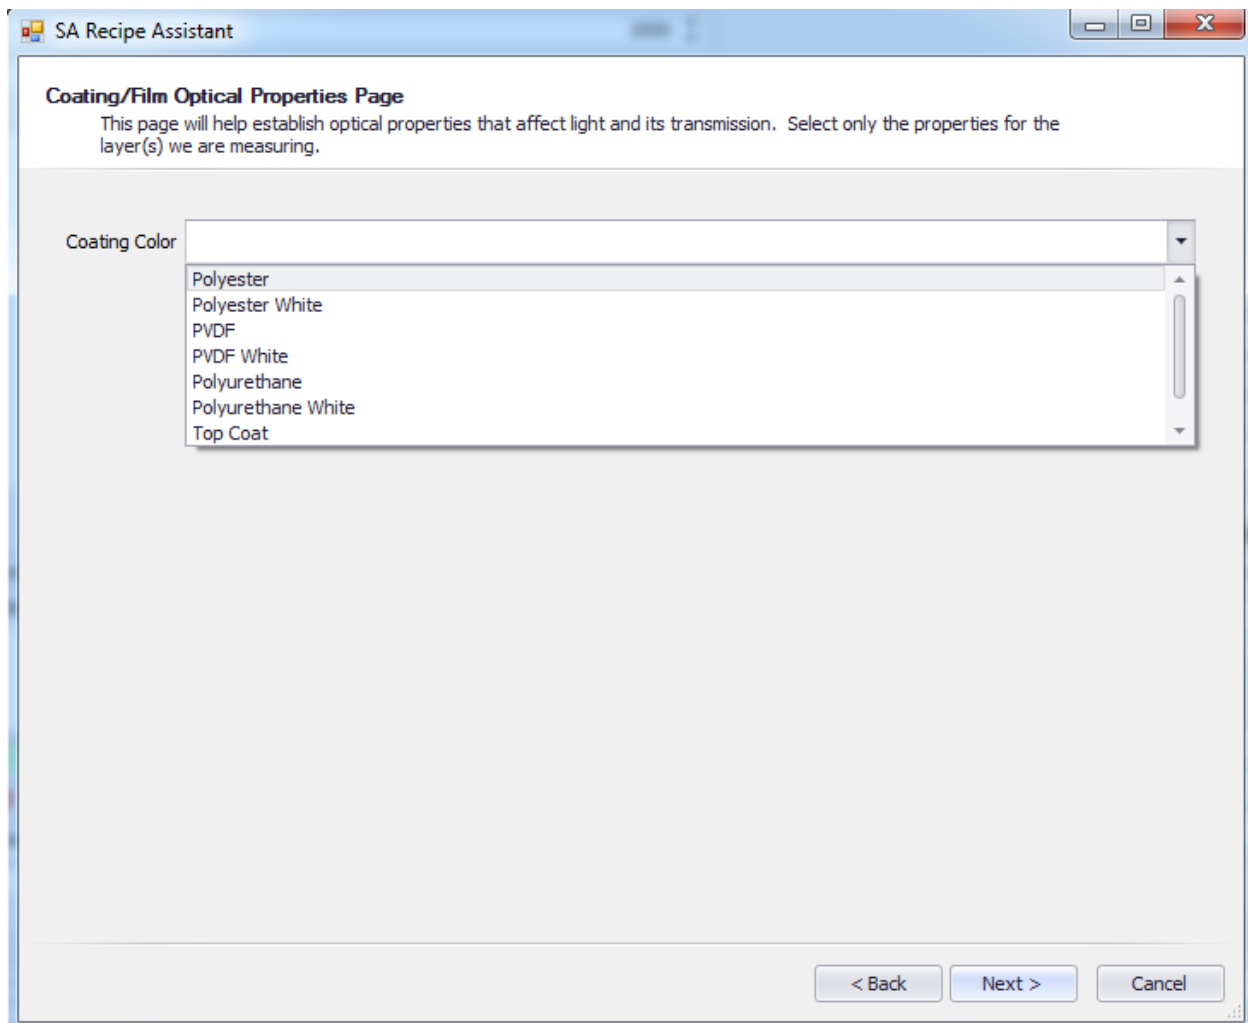 SA Recipe Assistant
Coating/Film Optical Properties Page
This page will help establish optical properties that affect light and its transmission.  Select only the properties for the
layer(s) we are measuring.
Coating Color
Polyester
Polyester White
PVDF
PVDF White
Polyurethane
Polyurethane White
Top Coat
< Back
Next >
Cancel